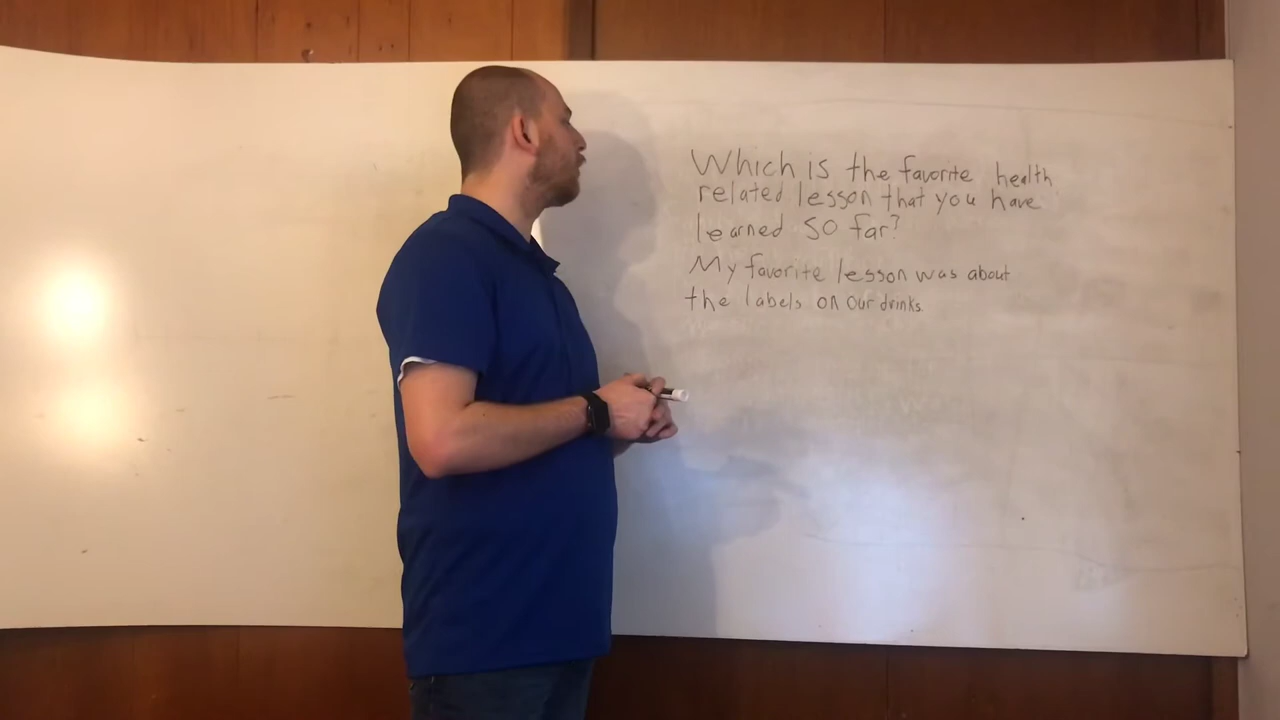 Which is the favorite health
related lesson that you have
learned so far?
My favorite lesson was about
the labels on our drinks.